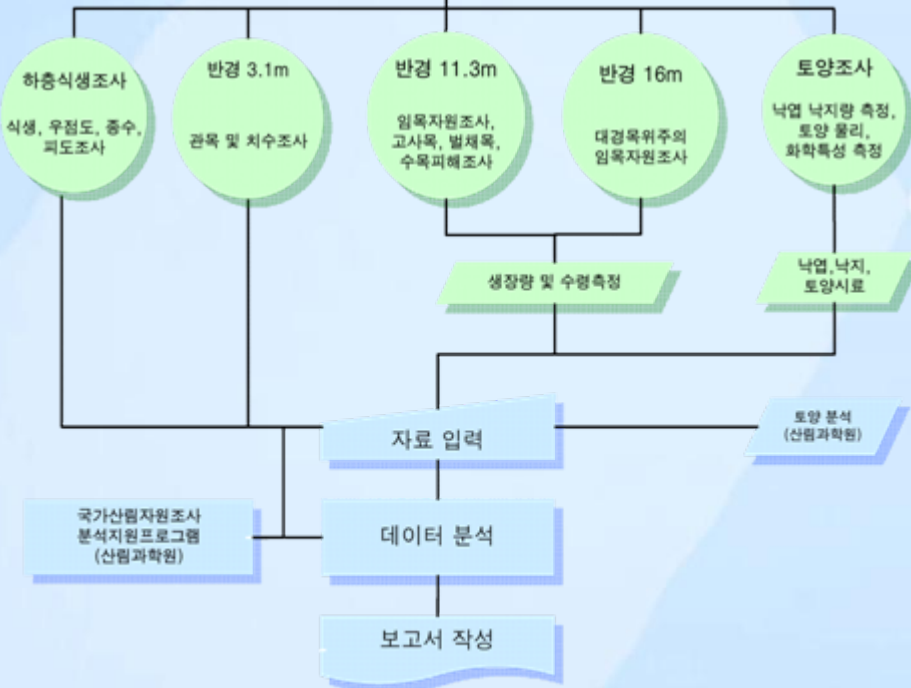 하층식생조사
식생, 우점도, 종수,
피도조사
반경 3.1m
관목 및 치수조사
반경 11.3m
임목자원조사,
고사목, 벌채목,
수목피해조사
반경 16m
대경목위주의
임목자원조사
토양조사
낙엽 낙지량 측정,
토양 물리,
화학특성 측정
생장량 및 수령측정
낙엽,낙지,
토양시료
자료 입력
토양 분석
(산림과학원)
국가산림자원조사
분석지원프로그램
(산림과학원)
데이터 분석
보고서 작성